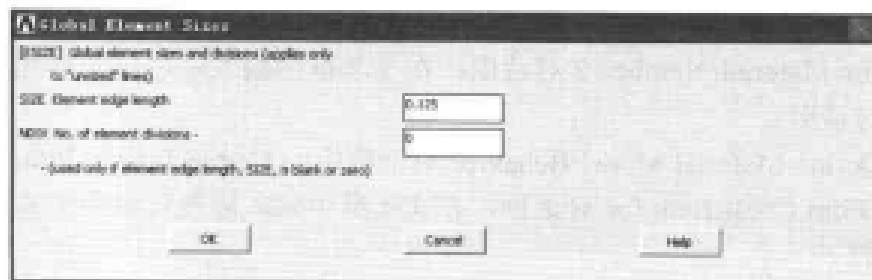 Global Element Sizes
[ESIZE] Global element sizes and divisions (applies only
to "unsized" lines)
SIZE Element edge length
0.125
NDIV No. of element divisions -
0
- (used only if element edge length, SIZE, is blank or zero)
OK
Cancel
Help